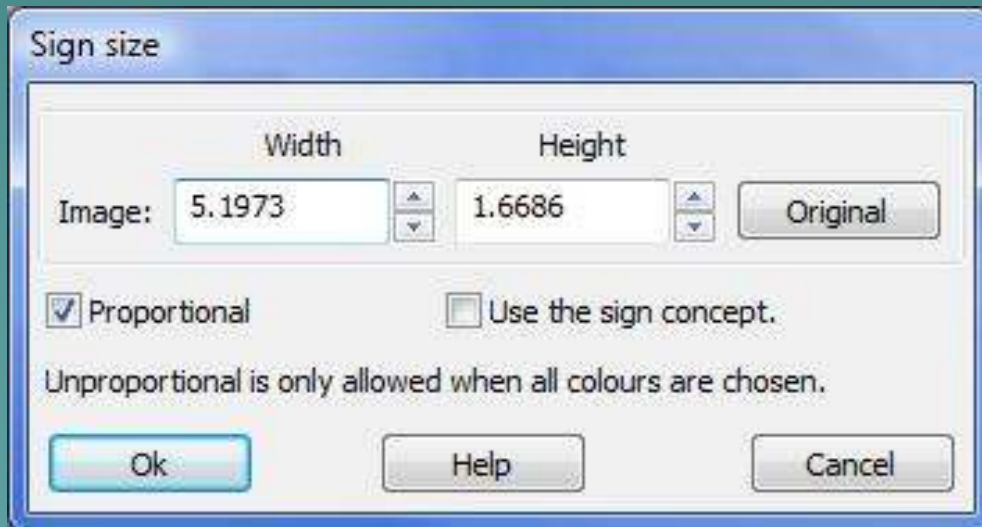 Sign size
Width Height
Image: 5.1973 1.6686 Original
Proportional Use the sign concept.
Unproportional is only allowed when all colours are chosen.
Ok Help Cancel